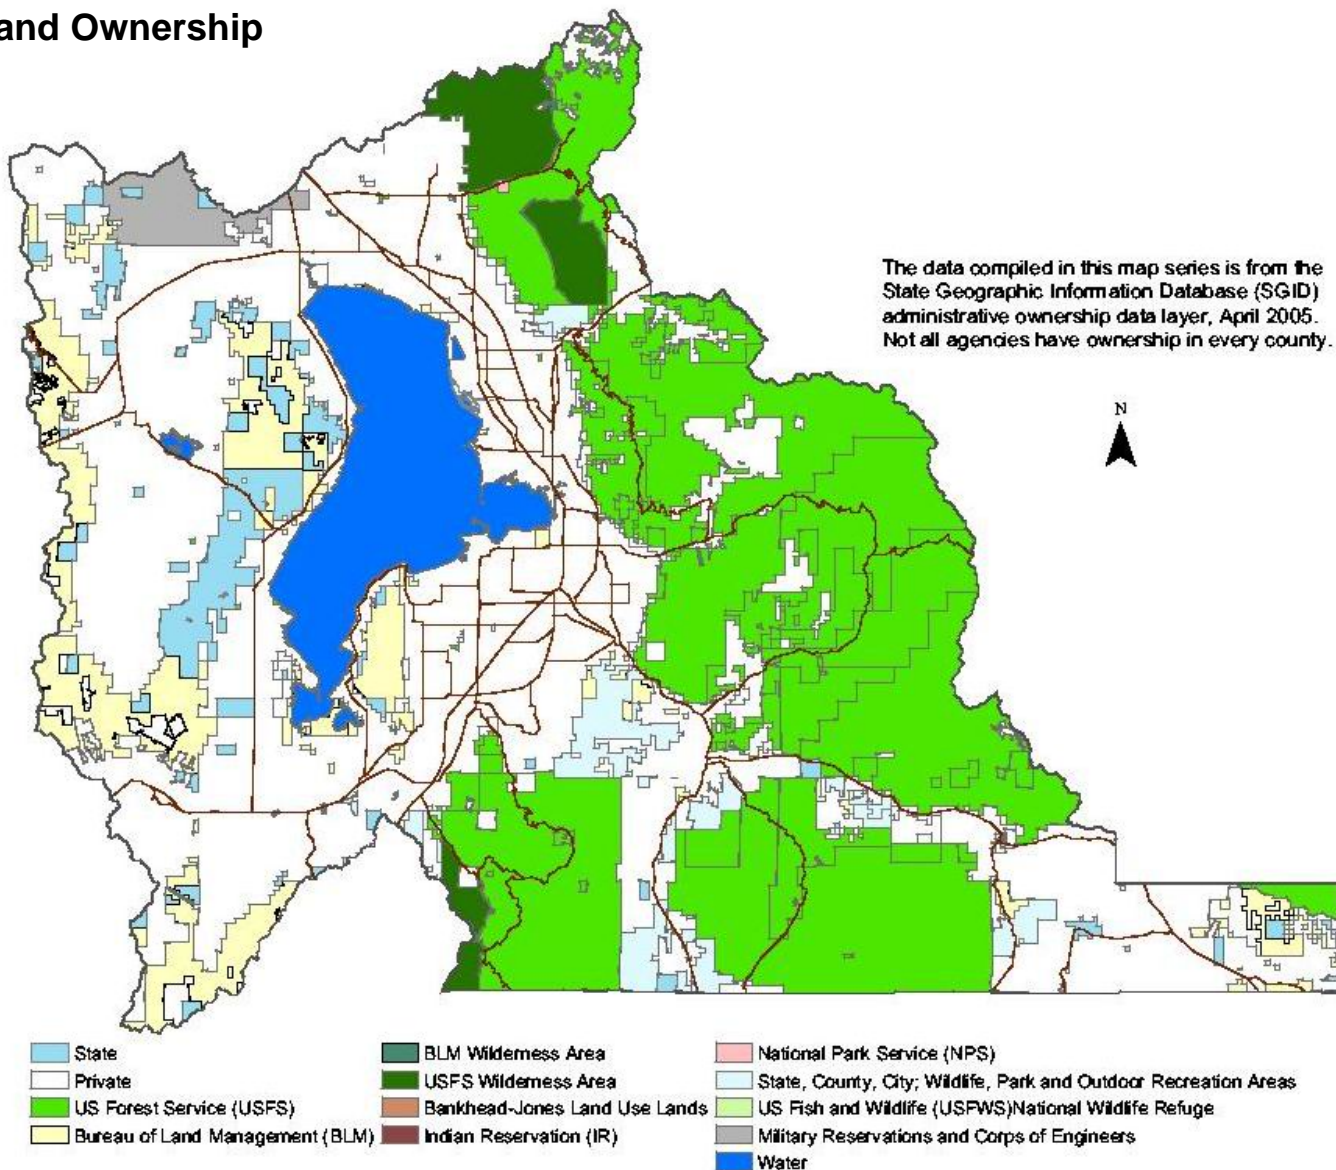 and Ownership
The data compiled in this map series is from the
State Geographic Information Database (SGID)
administrative ownership data layer, April 2005.
Not all agencies have ownership in every county.
N
State
Private
US Forest Service (USFS)
Bureau of Land Management (BLM)
BLM Wilderness Area
USFS Wilderness Area
Bankhead-Jones Land Use Lands
Indian Reservation (IR)
National Park Service (NPS)
State, County, City; Wildlife, Park and Outdoor Recreation Areas
US Fish and Wildlife (USFWS)National Wildlife Refuge
Military Reservations and Corps of Engineers
Water